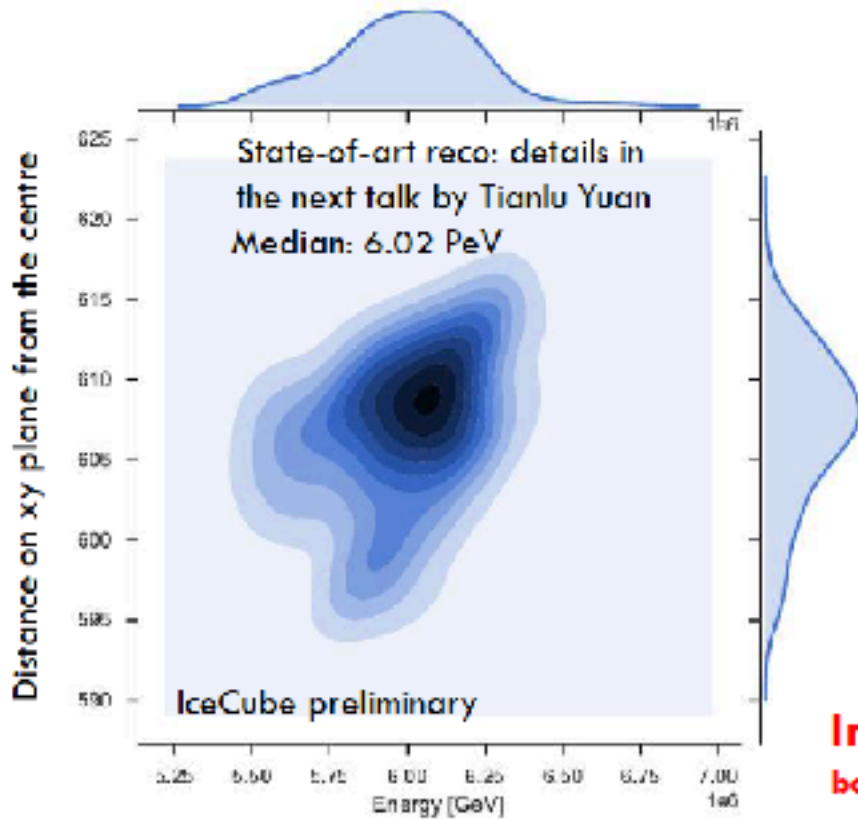 1e6
625
State-of-art reco: details in
620
the next talk by Tianlu Yuan
Median: 6.02 PeV
615
610
605
600
595
590
Distance on xy plane from the centre
IceCube preliminary
5.25 5.50 5.75 6.00 6.25 6.50 6.75 7.00
Energy [GeV]
1e6